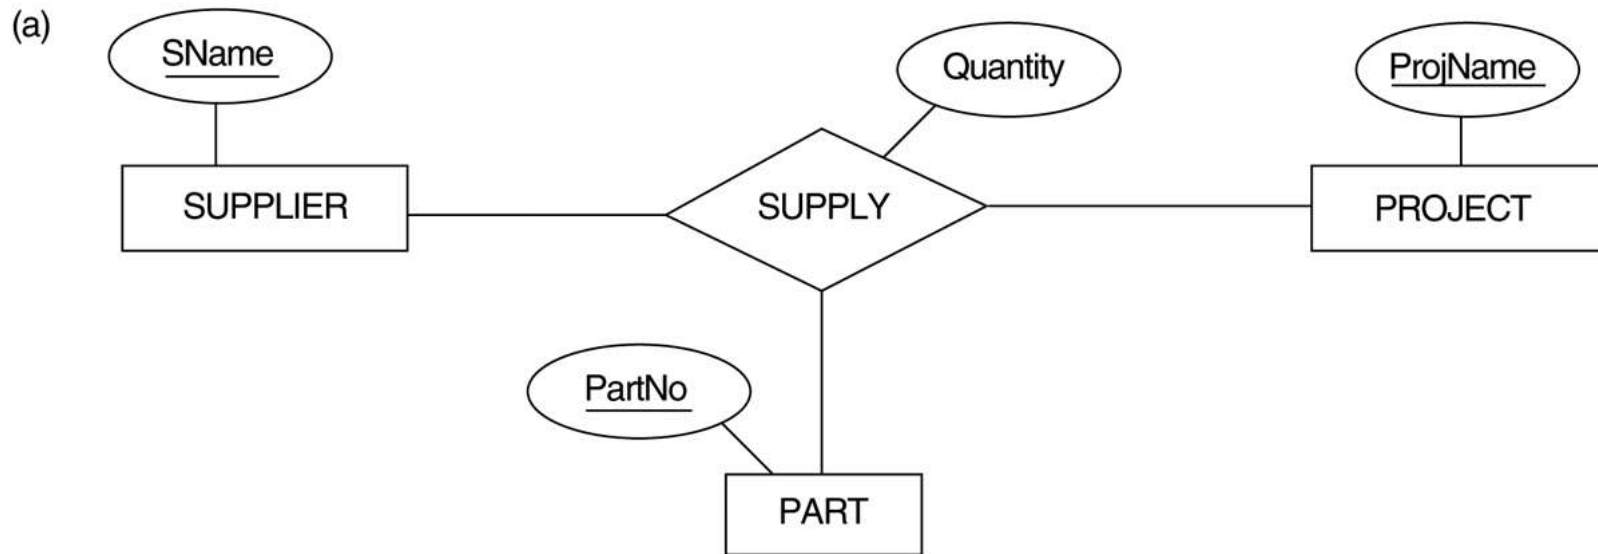 (a)
SName
Quantity
ProjName
SUPPLIER
SUPPLY
PROJECT
PartNo
PART